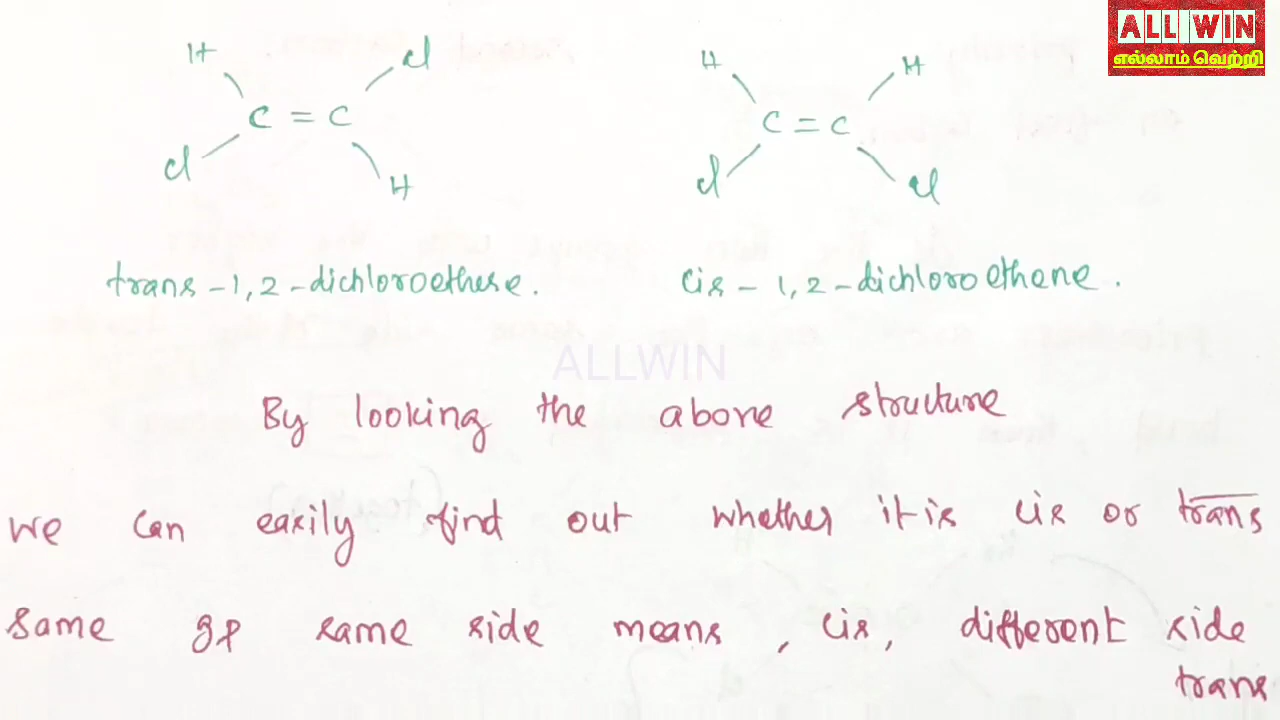 ALL WIN
எல்லாம் வெற்றி
H Cl H H
C = C C = C
Cl H Cl Cl
trans - 1, 2 - dichloroethese. cis - 1, 2 - dichloroethene.
ALLWIN
By looking the above structure
we can easily find out whether it is cis or trans
Same gp same side means, cis, different side
trans